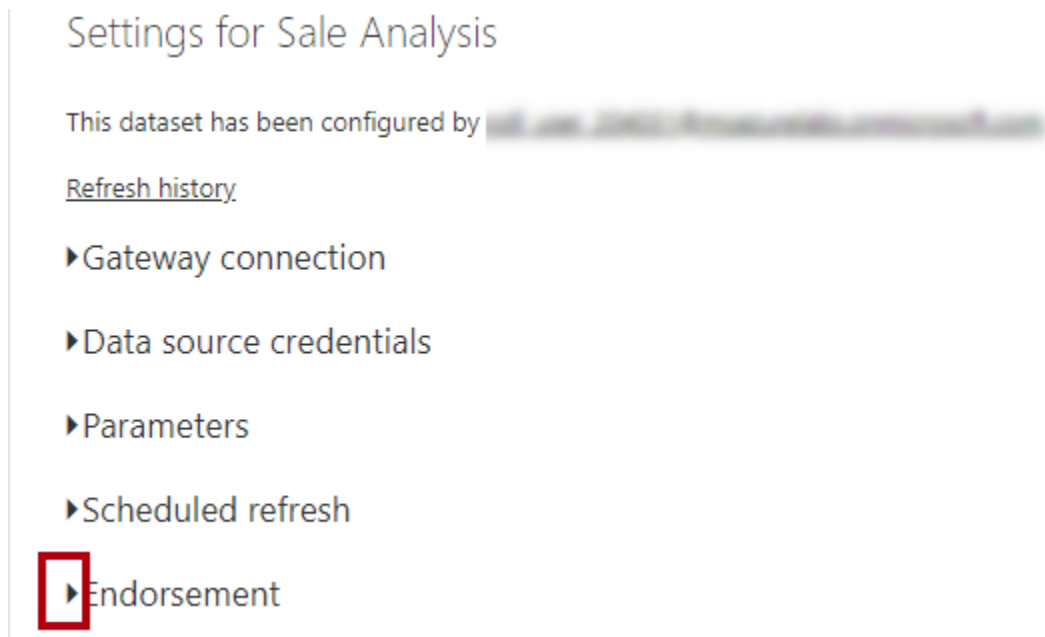 Settings for Sale Analysis
This dataset has been configured by
Refresh history
Gateway connection
Data source credentials
Parameters
Scheduled refresh
Endorsement